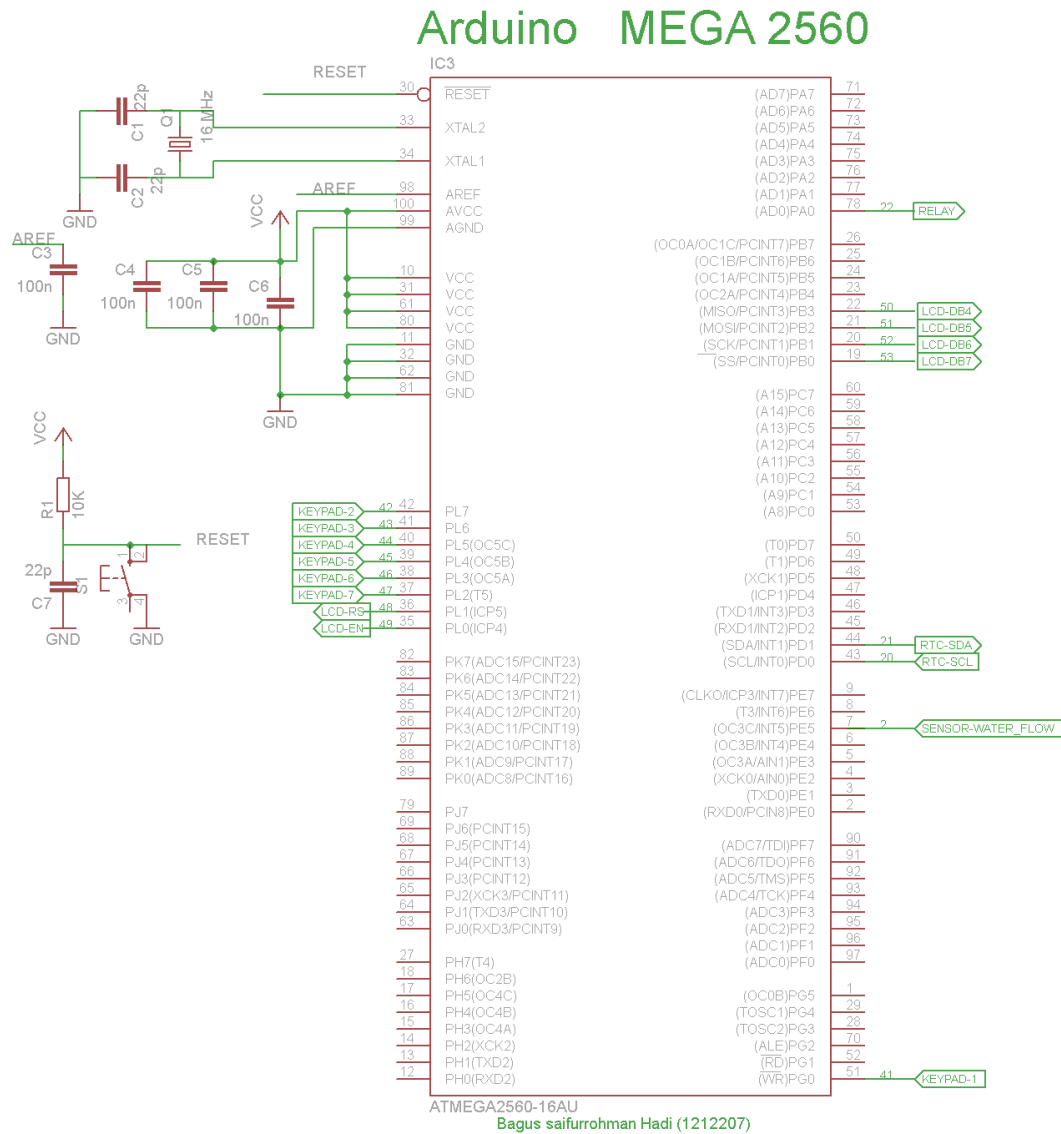 Arduino MEGA 2560
IC3
RESET
30 RESET
33 XTAL2
34 XTAL1
AREF
98 AREF
100 AVCC
99 AGND
10 VCC
31 VCC
61 VCC
80 VCC
11 GND
32 GND
62 GND
81 GND
C1 22p
Q1 16 MHz
C2 22p
GND
AREF
C3
100n
GND
VCC
C4
100n
C5
100n
C6
100n
GND
VCC
R1 10K
RESET
22p
C7
GND
S1
1 2
3 4
GND
KEYPAD-2 42 42 PL7
KEYPAD-3 43 41 PL6
KEYPAD-4 44 40 PL5(OC5C)
KEYPAD-5 45 39 PL4(OC5B)
KEYPAD-6 46 38 PL3(OC5A)
KEYPAD-7 47 37 PL2(T5)
LCD-RS 48 36 PL1(ICP5)
LCD-EN 49 35 PL0(ICP4)
82 PK7(ADC15/PCINT23)
83 PK6(ADC14/PCINT22)
84 PK5(ADC13/PCINT21)
85 PK4(ADC12/PCINT20)
86 PK3(ADC11/PCINT19)
87 PK2(ADC10/PCINT18)
88 PK1(ADC9/PCINT17)
89 PK0(ADC8/PCINT16)
79 PJ7
69 PJ6(PCINT15)
68 PJ5(PCINT14)
67 PJ4(PCINT13)
66 PJ3(PCINT12)
65 PJ2(XCK3/PCINT11)
64 PJ1(TXD3/PCINT10)
63 PJ0(RXD3/PCINT9)
27 PH7(T4)
18 PH6(OC2B)
17 PH5(OC4C)
16 PH4(OC4B)
15 PH3(OC4A)
14 PH2(XCK2)
13 PH1(TXD2)
12 PH0(RXD2)
(AD7)PA7 71
(AD6)PA6 72
(AD5)PA5 73
(AD4)PA4 74
(AD3)PA3 75
(AD2)PA2 76
(AD1)PA1 77
(AD0)PA0 78 22 RELAY
(OC0A/OC1C/PCINT7)PB7 26
(OC1B/PCINT6)PB6 25
(OC1A/PCINT5)PB5 24
(OC2A/PCINT4)PB4 23
(MISO/PCINT3)PB3 22 50 LCD-DB4
(MOSI/PCINT2)PB2 21 51 LCD-DB5
(SCK/PCINT1)PB1 20 52 LCD-DB6
(SS/PCINT0)PB0 19 53 LCD-DB7
(A15)PC7 60
(A14)PC6 59
(A13)PC5 58
(A12)PC4 57
(A11)PC3 56
(A10)PC2 55
(A9)PC1 54
(A8)PC0 53
(T0)PD7 50
(T1)PD6 49
(XCK1)PD5 48
(ICP1)PD4 47
(TXD1/INT3)PD3 46
(RXD1/INT2)PD2 45
(SDA/INT1)PD1 44 21 RTC-SDA
(SCL/INT0)PD0 43 20 RTC-SCL
(CLKO/ICP3/INT7)PE7 9
(T3/INT6)PE6 8
(OC3C/INT5)PE5 7 2 SENSOR-WATER_FLOW
(OC3B/INT4)PE4 6
(OC3A/AIN1)PE3 5
(XCK0/AIN0)PE2 4
(TXD0)PE1 3
(RXD0/PCIN8)PE0 2
(ADC7/TDI)PF7 90
(ADC6/TDO)PF6 91
(ADC5/TMS)PF5 92
(ADC4/TCK)PF4 93
(ADC3)PF3 94
(ADC2)PF2 95
(ADC1)PF1 96
(ADC0)PF0 97
(OC0B)PG5 1
(TOSC1)PG4 29
(TOSC2)PG3 28
(ALE)PG2 70
(RD)PG1 52
(WR)PG0 51 41 KEYPAD-1
ATMEGA2560-16AU
Bagus saifurrohman Hadi (1212207)